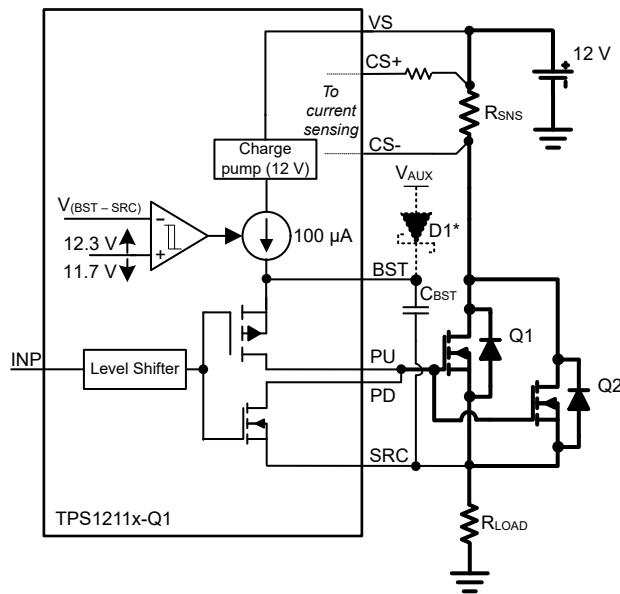 VS
CS+
12 V
To
current
sensing
RSNS
CS-
Charge
pump (12 V)
VAUX
V(BST – SRC)
D1*
12.3 V
100 µA
11.7 V
BST
CBST
Q1
INP
Level Shifter
PU
Q2
PD
SRC
TPS1211x-Q1
RLOAD